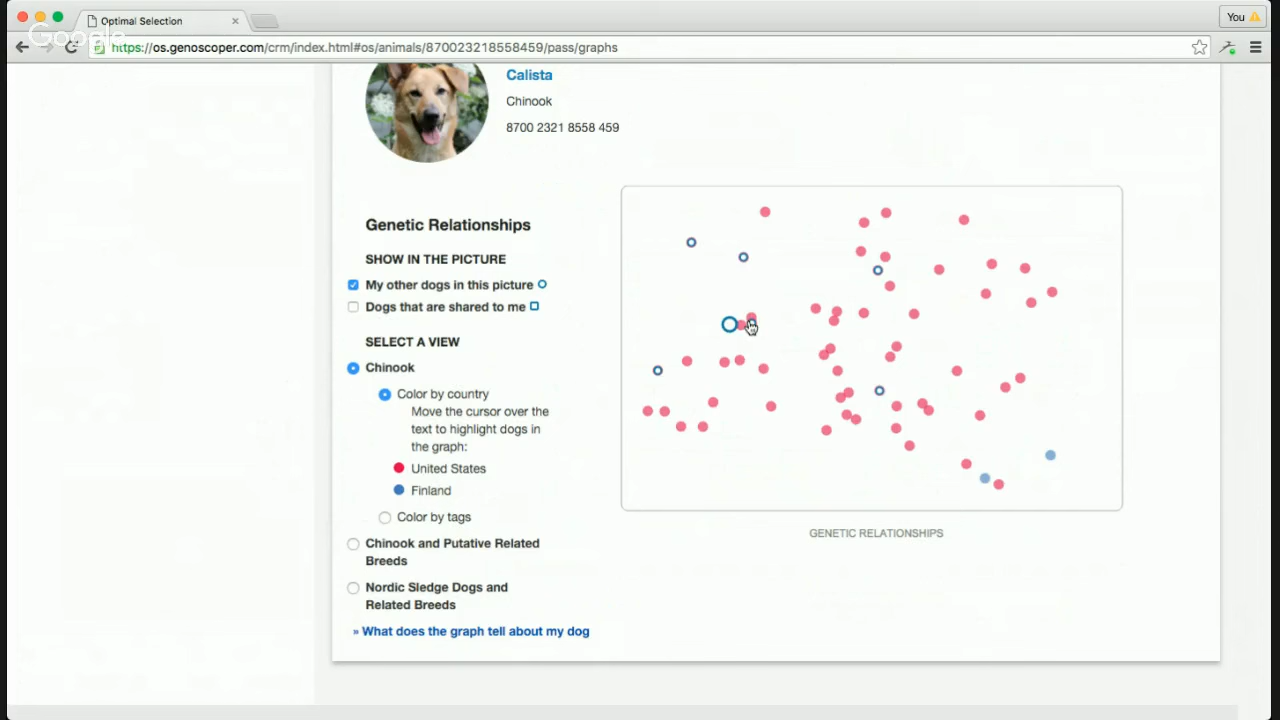 Optimal Selection
You
Google
https://os.genoscoper.com/crm/index.html#os/animals/870023218558459/pass/graphs
Calista
Chinook
8700 2321 8558 459
Genetic Relationships
SHOW IN THE PICTURE
My other dogs in this picture
Dogs that are shared to me
SELECT A VIEW
Chinook
Color by country
Move the cursor over the
text to highlight dogs in
the graph:
United States
Finland
Color by tags
Chinook and Putative Related
Breeds
Nordic Sledge Dogs and
Related Breeds
» What does the graph tell about my dog
GENETIC RELATIONSHIPS